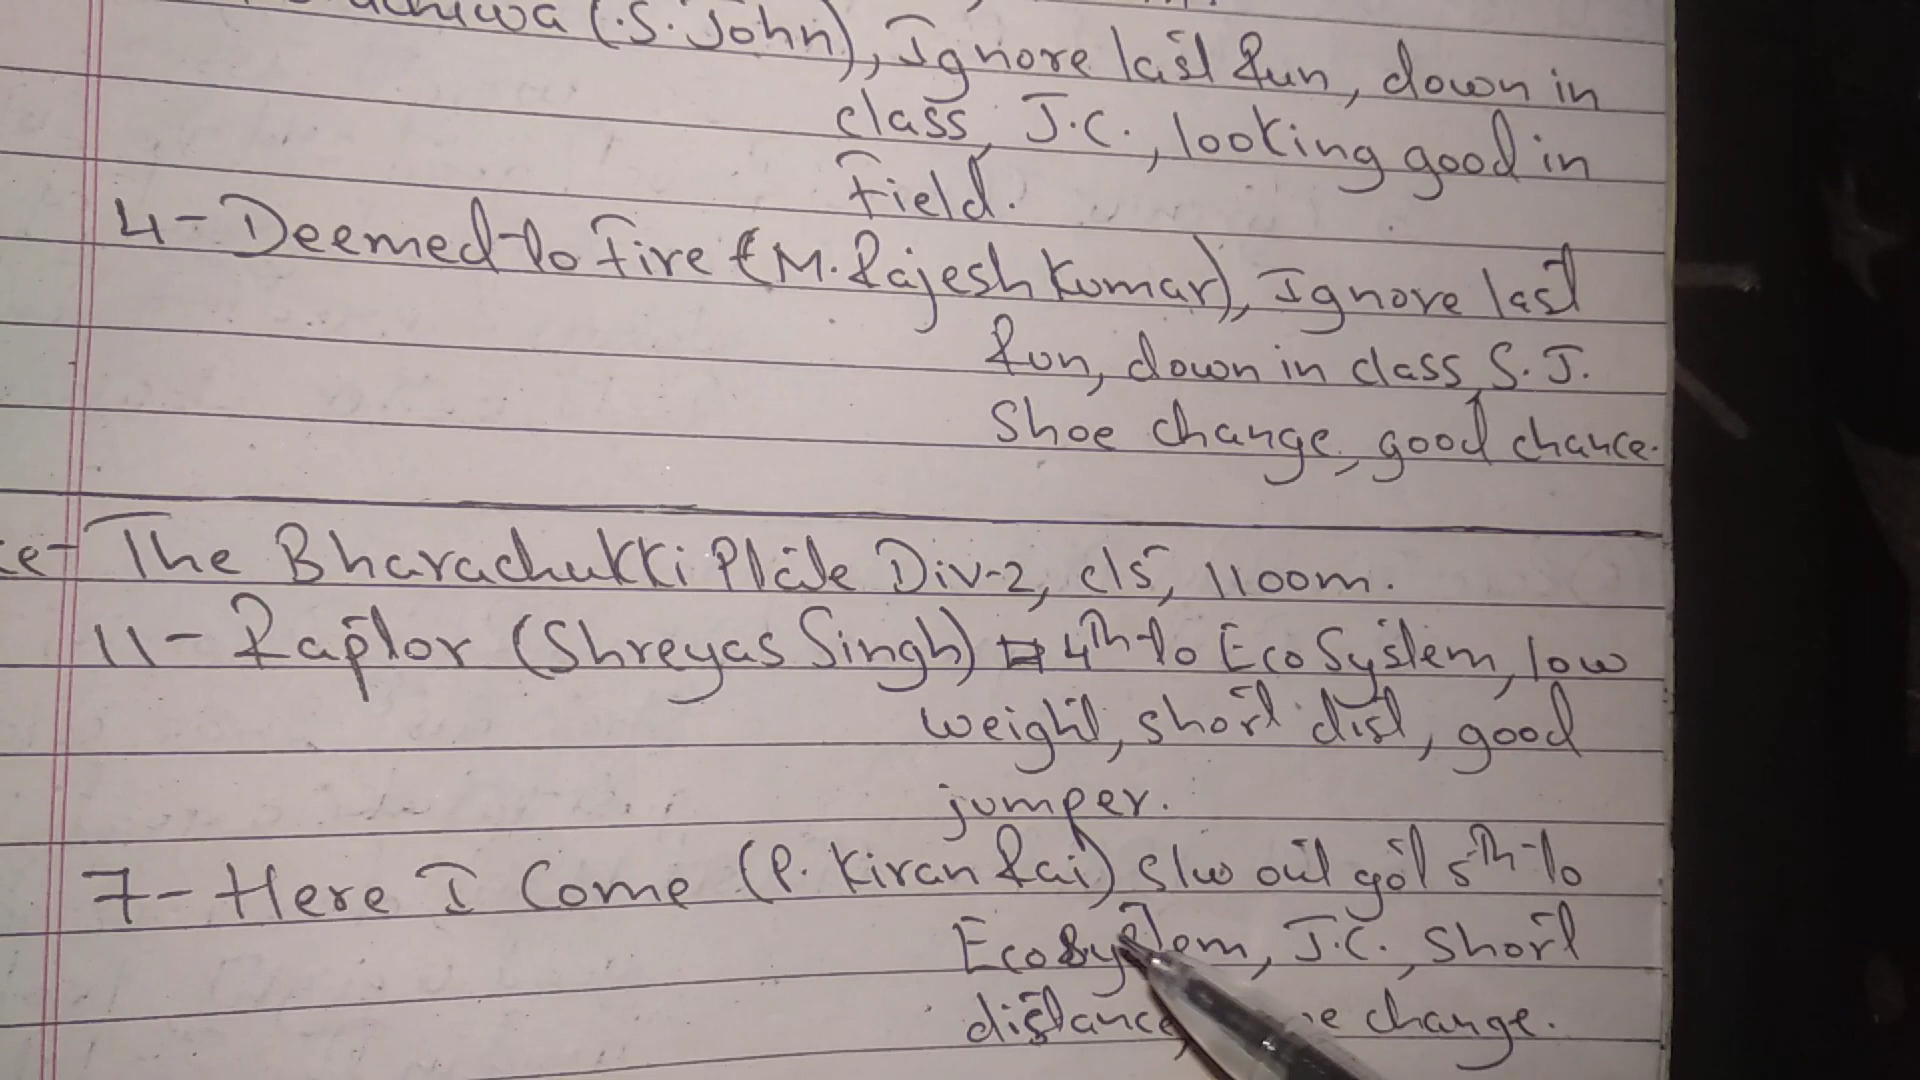 (S. John), Ignore last Run, down in
class, J.C., looking good in
Field.
4- Deemed to Fire (M. Rajesh Kumar), Ignore last
Run, down in class, S.J.
Shoe change, good chance.
The Bharachukki Plate Div-2, cl5, 1100m.
11- Raptor (Shreyas Singh) 4th to Eco System, low
weight, short dist, good
jumper.
7- Here I Come (P. Kiran Rai) slw out got 5th to
Eco System, J.C., short
distance, change.